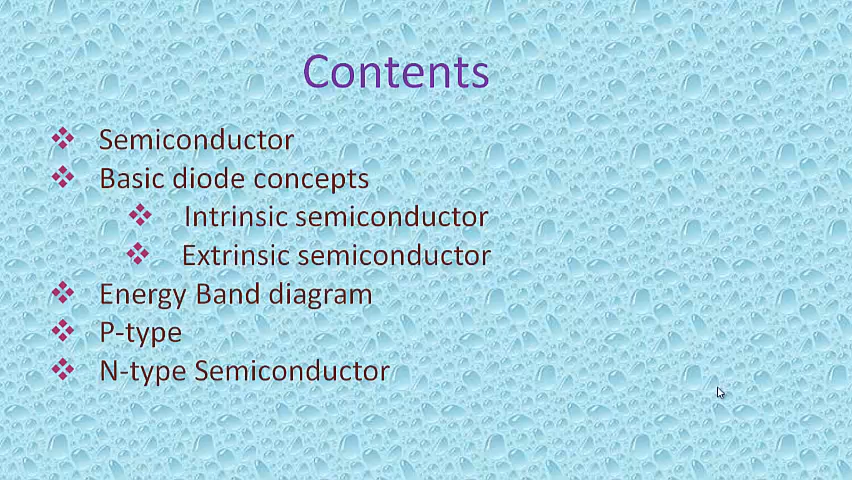 Contents
Semiconductor
Basic diode concepts
Intrinsic semiconductor
Extrinsic semiconductor
Energy Band diagram
P-type
N-type Semiconductor